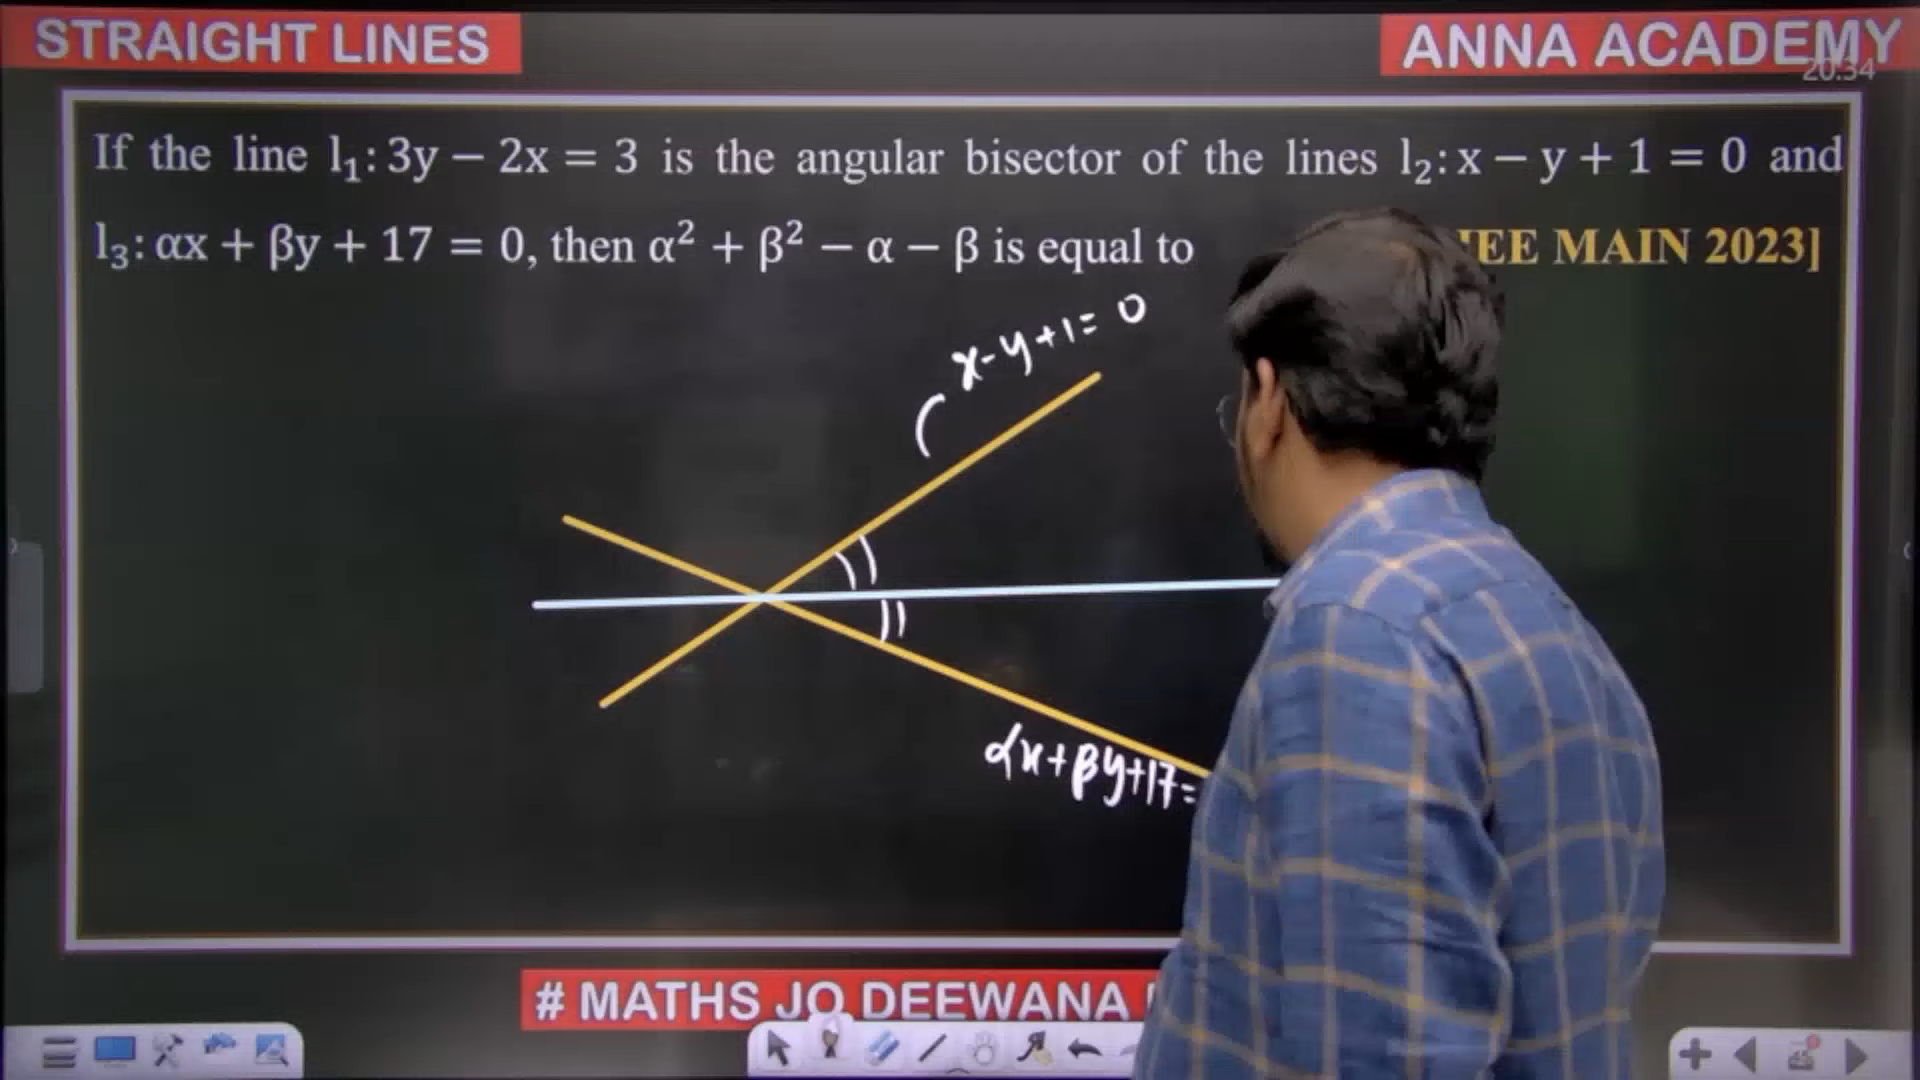 STRAIGHT LINES
ANNA ACADEMY
20:34
If the line l₁: 3y − 2x = 3 is the angular bisector of the lines l₂: x − y + 1 = 0 and
l₃: αx + βy + 17 = 0, then α² + β² − α − β is equal to
MAIN 2023]
x-y+1=0
αx+βy+17=
# MATHS JO DEEWANA